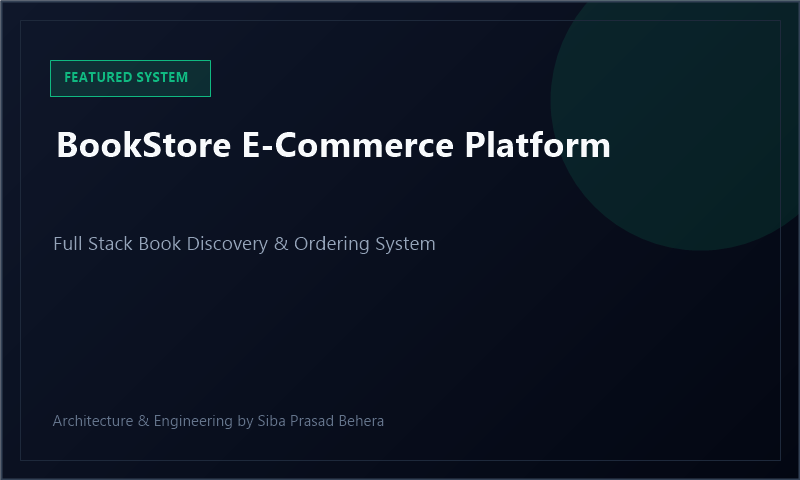 FEATURED SYSTEM
BookStore E-Commerce Platform
Full Stack Book Discovery & Ordering System
Architecture & Engineering by Siba Prasad Behera